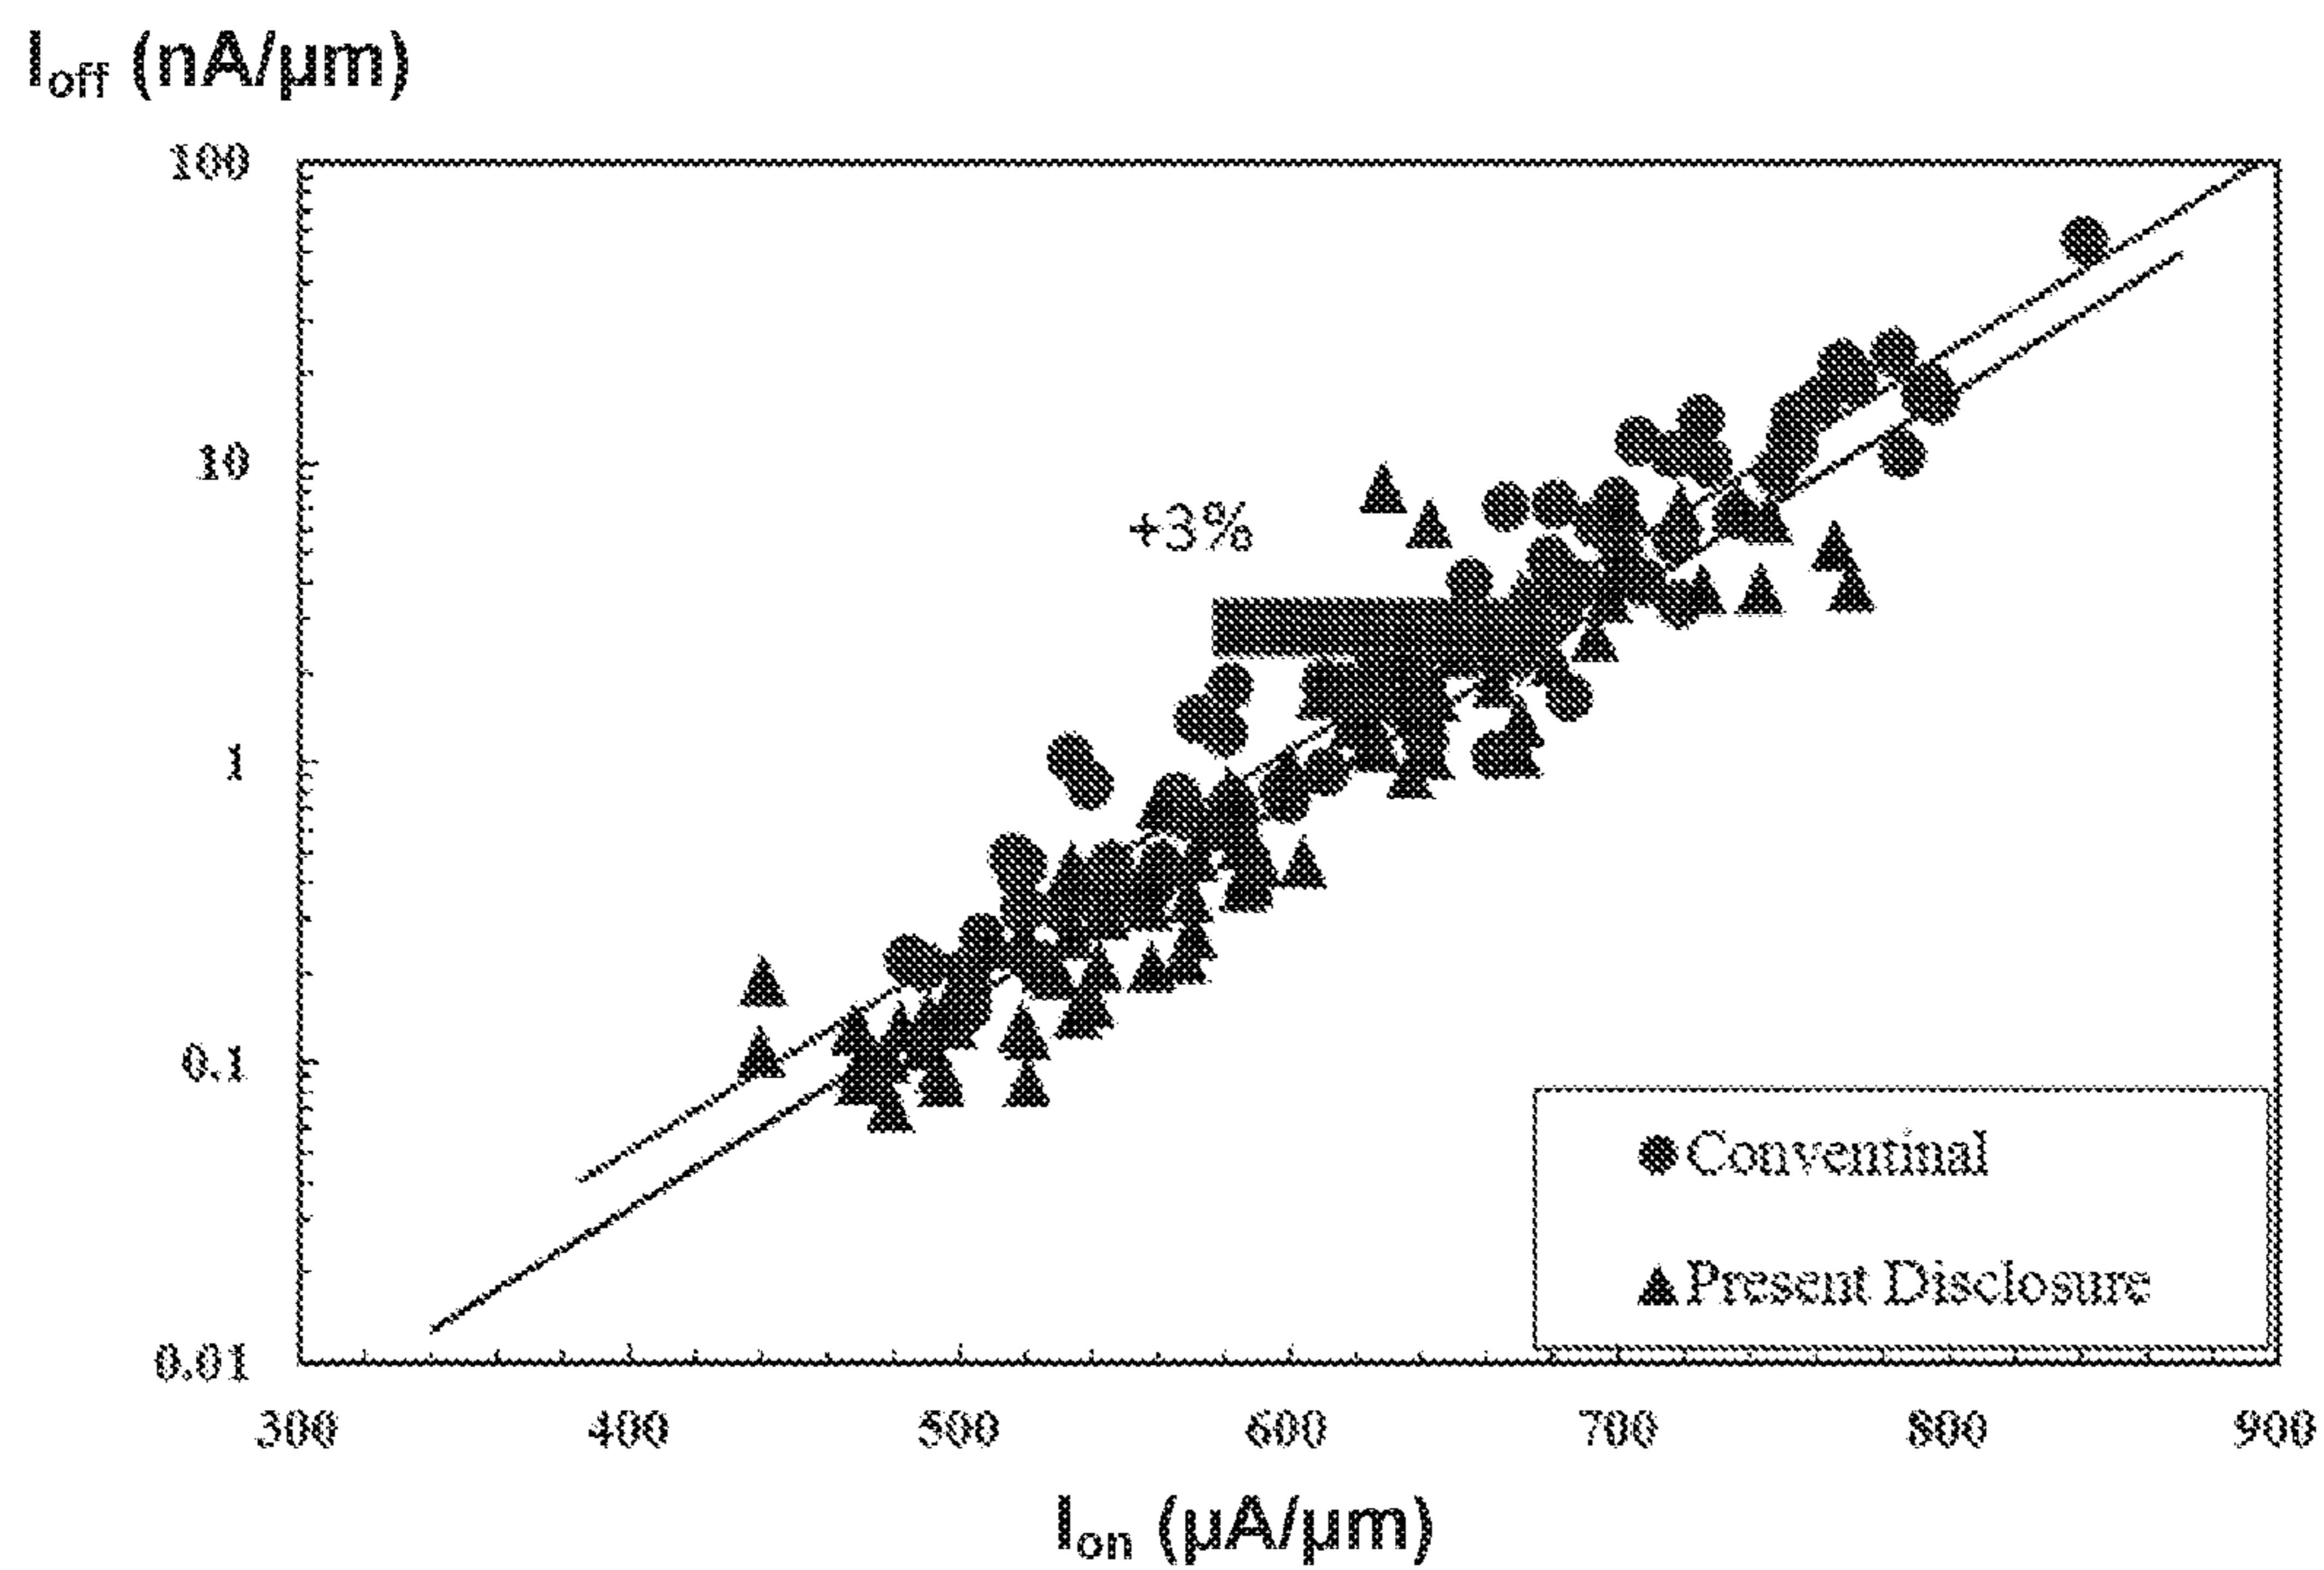 Ioff (nA/μm)
100
10
+3%
1
0.1
Conventinal
Present Disclosure
0.01
300 400 500 600 700 800 900
Ion (μA/μm)